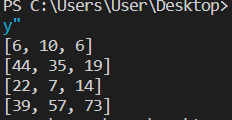 PS C:\Users\User\Desktop>
y"
[6, 10, 6]
[44, 35, 19]
[22, 7, 14]
[39, 57, 73]